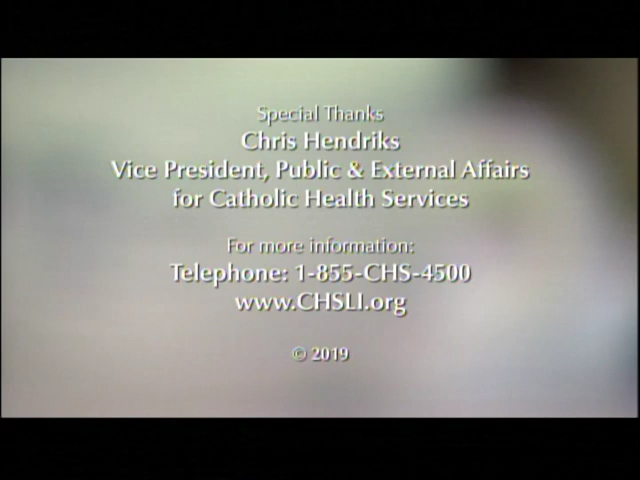 Special Thanks
Chris Hendriks
Vice President, Public & External Affairs
for Catholic Health Services
For more information:
Telephone: 1-855-CHS-4500
www.CHSLI.org
© 2019